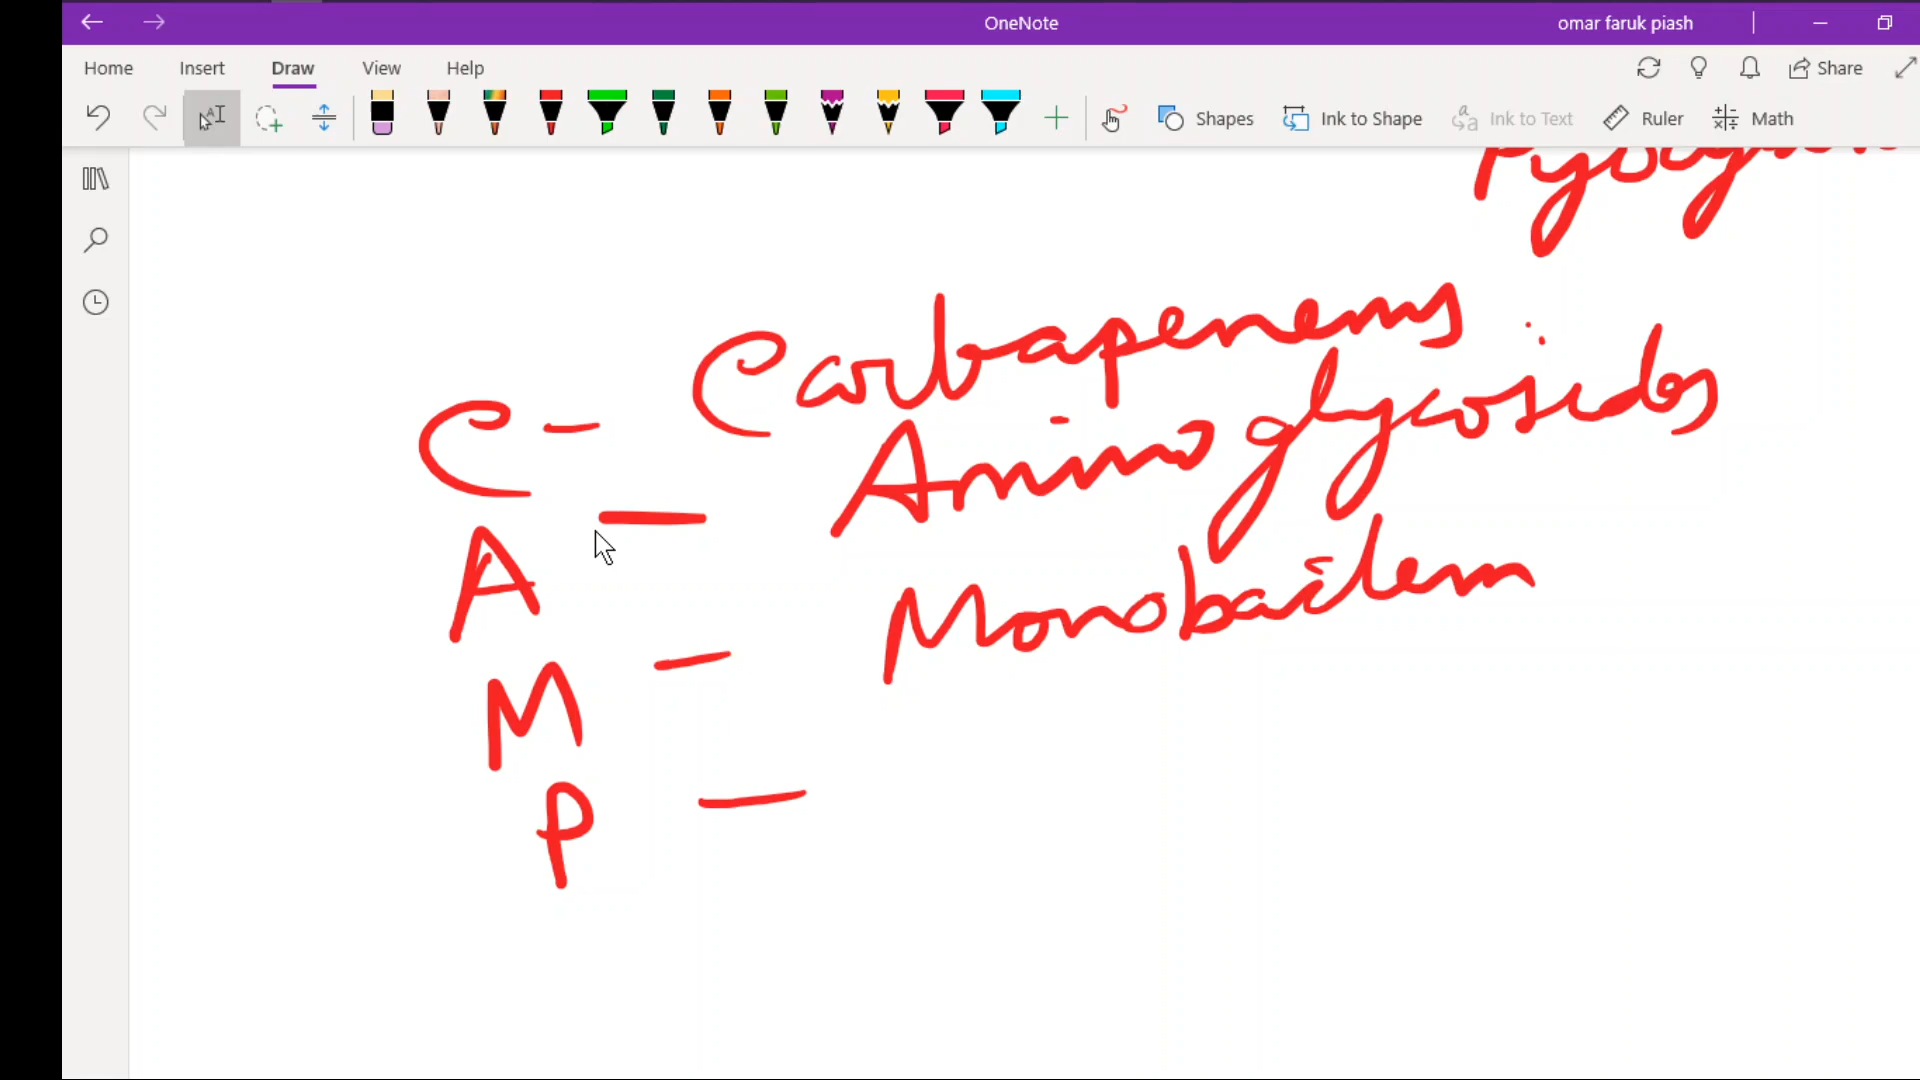 OneNote
omar faruk piash
Home Insert Draw View Help
Share
Shapes Ink to Shape Ink to Text Ruler Math
C - Carbapenems
A - Aminoglycosides
M -
P -